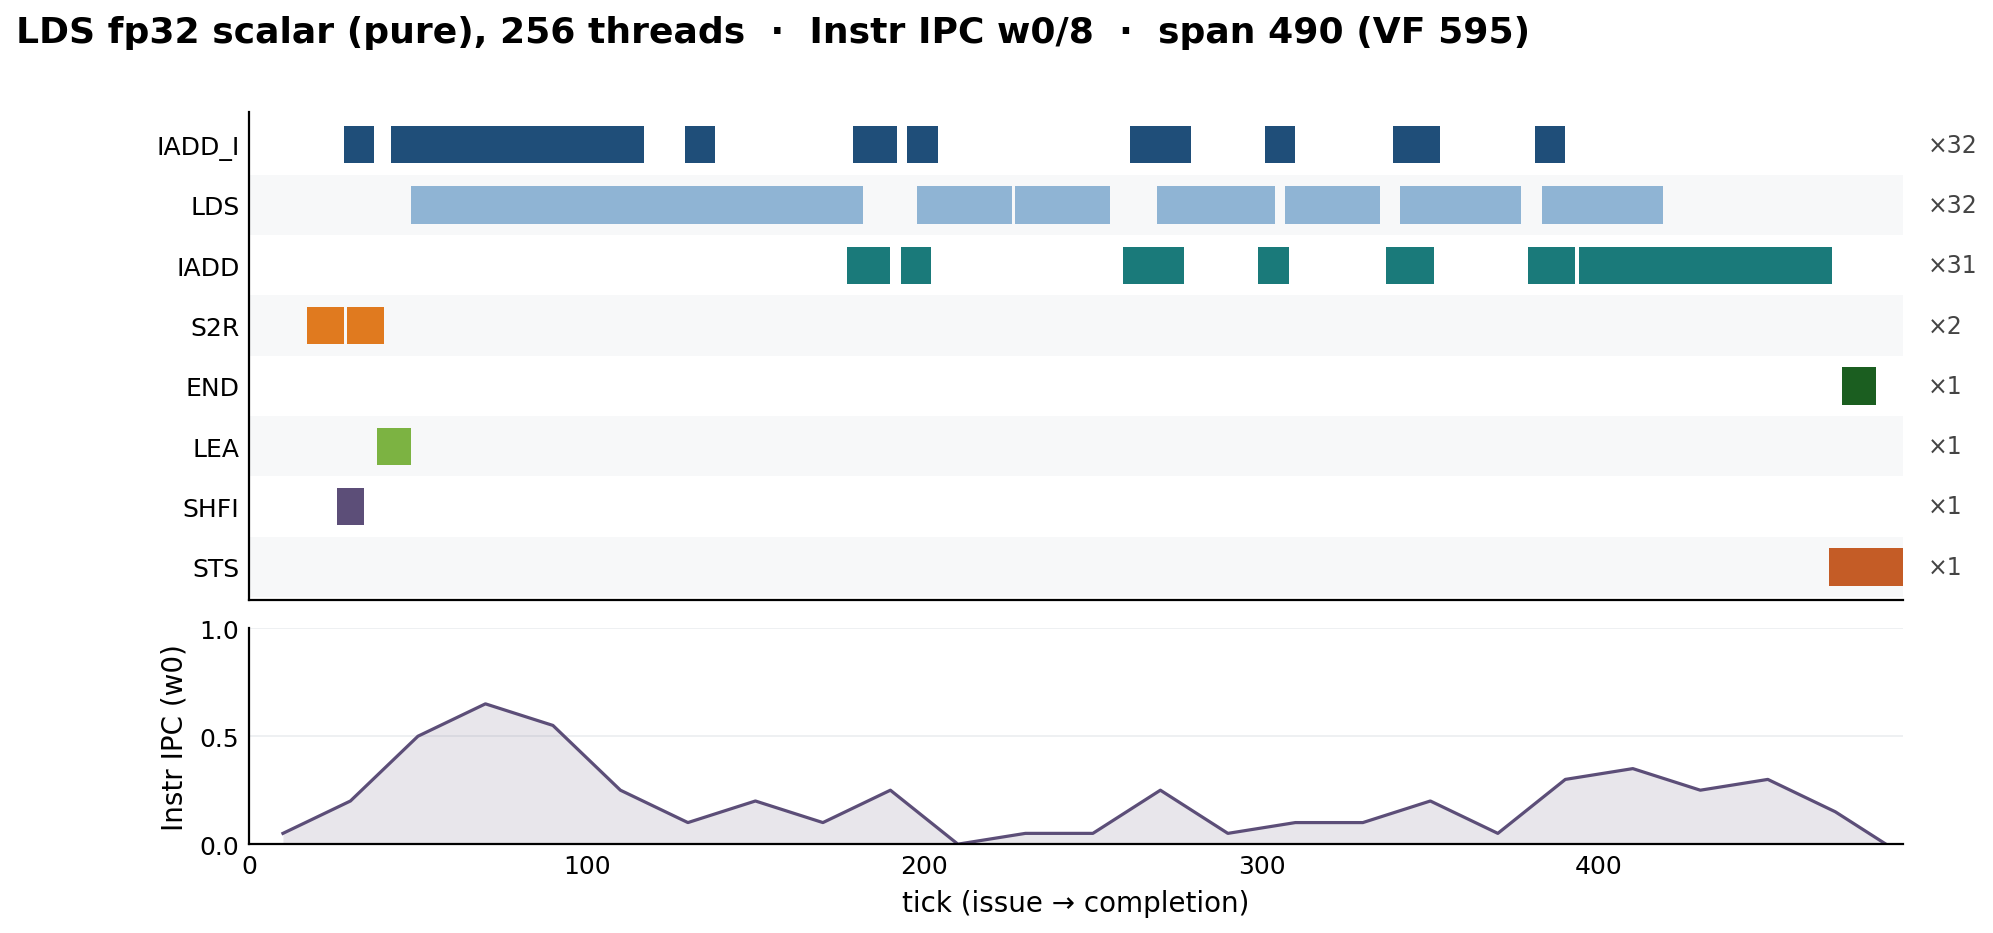 LDS fp32 scalar (pure), 256 threads · Instr IPC w0/8 · span 490 (VF 595)
IADD_I ×32
LDS ×32
IADD ×31
S2R ×2
END ×1
LEA ×1
SHFI ×1
STS ×1
Instr IPC (w0)
1.0
0.5
0.0
0 100 200 300 400
tick (issue → completion)